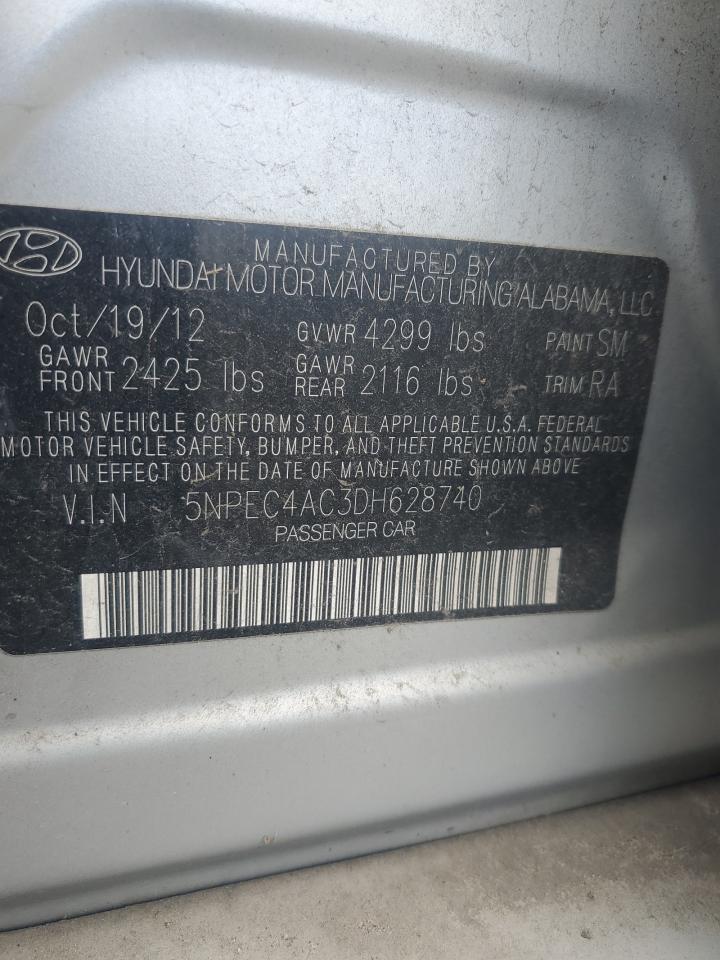 MANUFACTURED BY
HYUNDAI MOTOR MANUFACTURING ALABAMA, LLC
Oct/19/12 GVWR 4299 lbs PAINT SM
GAWR FRONT 2425 lbs GAWR REAR 2116 lbs TRIM RA
THIS VEHICLE CONFORMS TO ALL APPLICABLE U.S.A. FEDERAL
MOTOR VEHICLE SAFETY, BUMPER, AND THEFT PREVENTION STANDARDS
IN EFFECT ON THE DATE OF MANUFACTURE SHOWN ABOVE
V.I.N 5NPEC4AC3DH628740
PASSENGER CAR